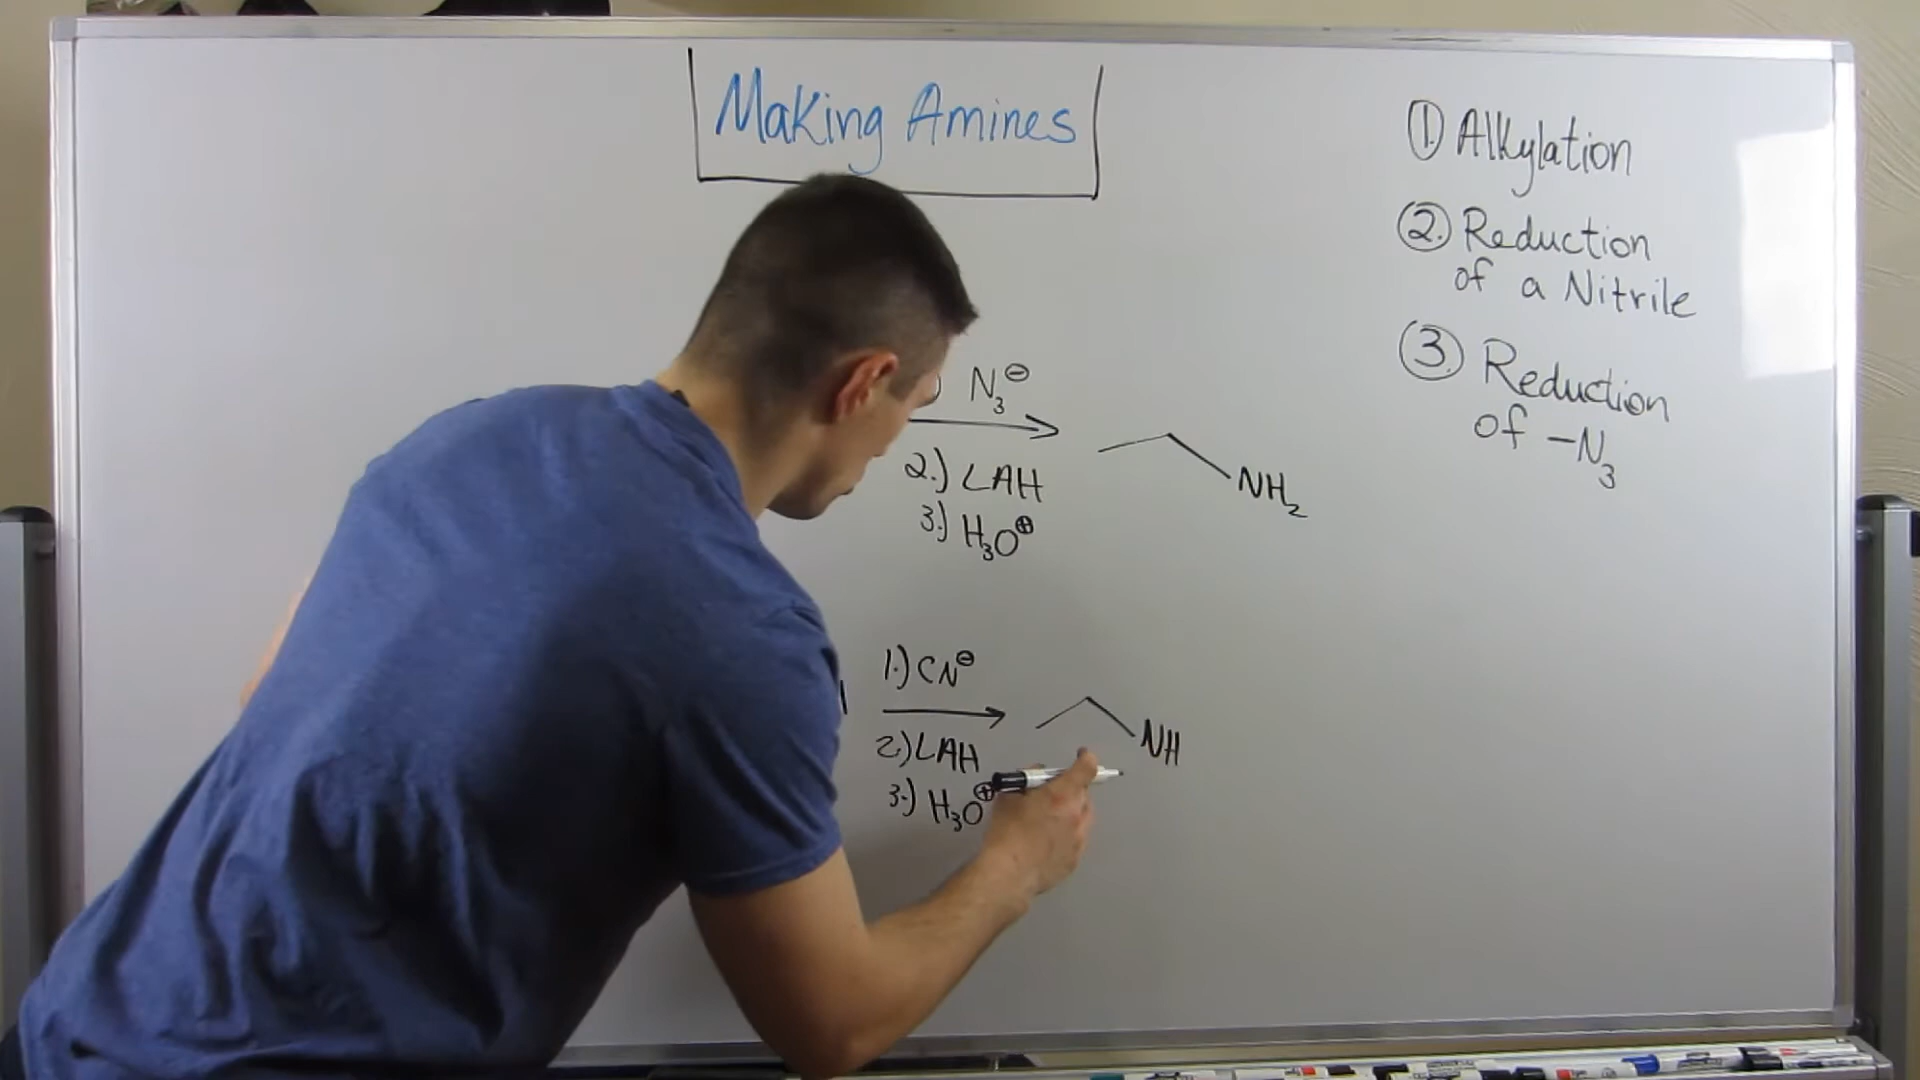 Making Amines
① Alkylation
② Reduction
of a Nitrile
③ Reduction
of -N₃
) N₃⊖
2.) LAH
3.) H₃O⊕
NH₂
1.) CN⊖
2.) LAH
3.) H₃O⊕
NH